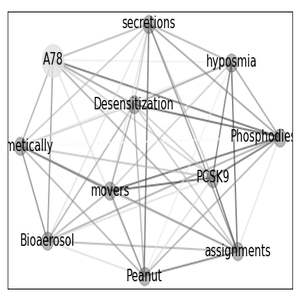 secretions
A78
hyposmia
Desensitization
Phosphodies
metically
PCSK9
movers
Bioaerosol
assignments
Peanut